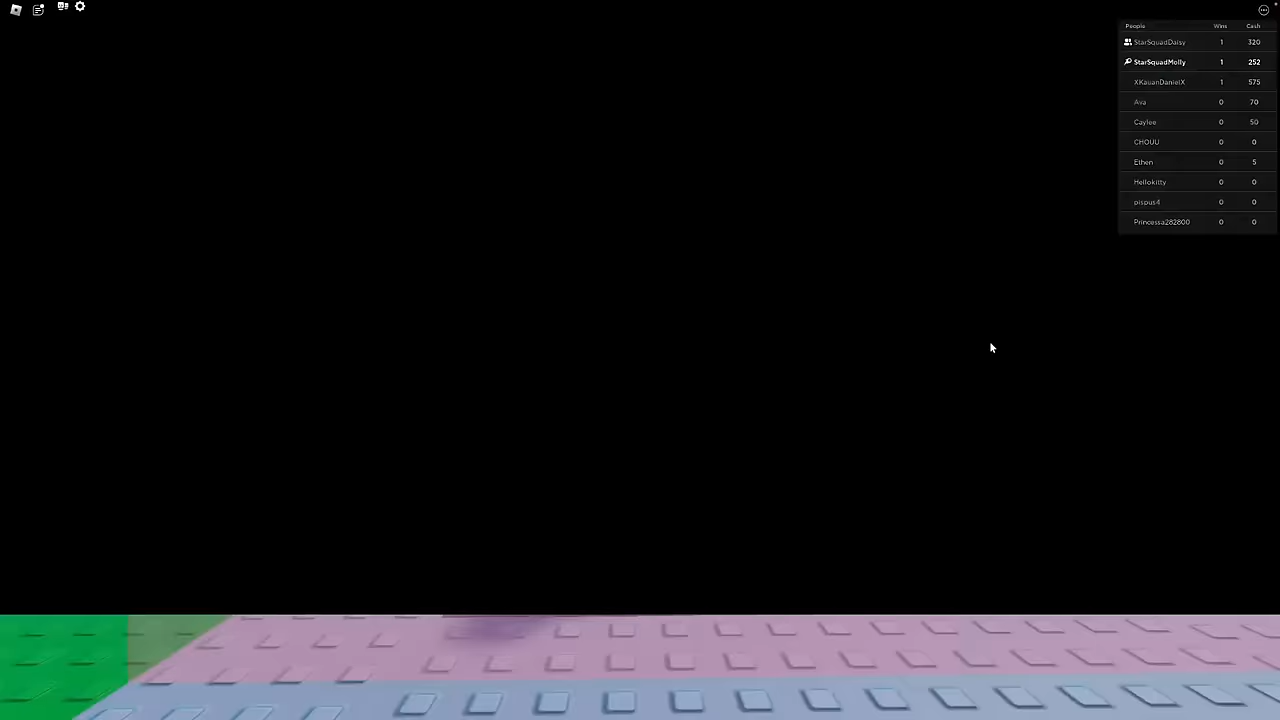 People Wins Cash
StarSquadDaisy 1 320
StarSquadMolly 1 252
XKauanDanielX 1 575
Ava 0 70
Caylee 0 50
CHOUU 0 0
Ethen 0 5
Hellokitty 0 0
pispus4 0 0
Princessa282800 0 0